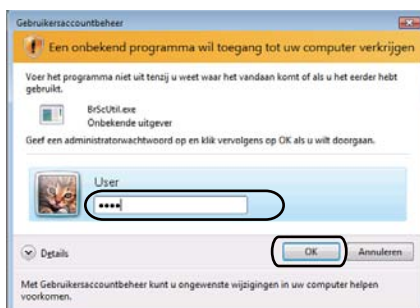 Gebruikersaccountbeheer
Een onbekend programma wil toegang tot uw computer verkrijgen
Voer het programma niet uit tenzij u weet waar het vandaan komt of als u het eerder hebt
gebruikt.
BrScUtil.exe
Onbekende uitgever
Geef een administratorwachtwoord op en klik vervolgens op OK als u wilt doorgaan.
User
••••
OK
Details
Annuleren
Met Gebruikersaccountbeheer kunt u ongewenste wijzigingen in uw computer helpen
voorkomen.